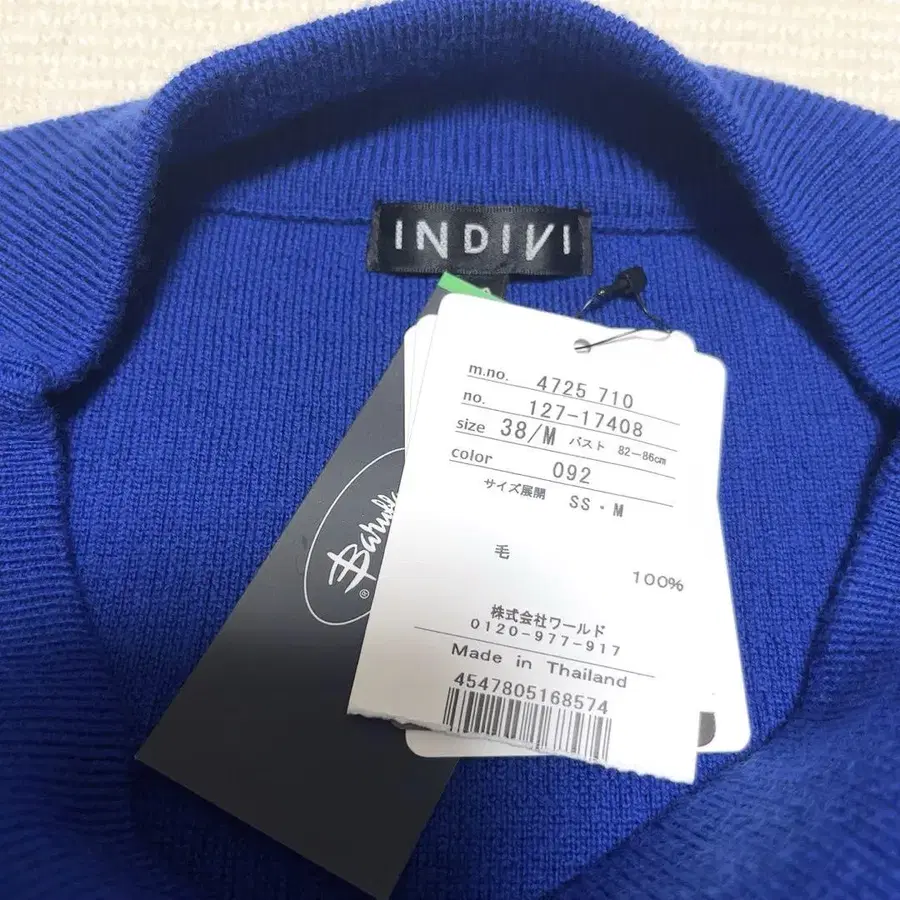 INDIVI
m.no. 4725 710
no. 127-17408
size 38/M バスト 82-86cm
color 092
サイズ展開 SS・M
毛
100%
株式会社ワールド
0120-977-917
Made in Thailand
4547805168574
®